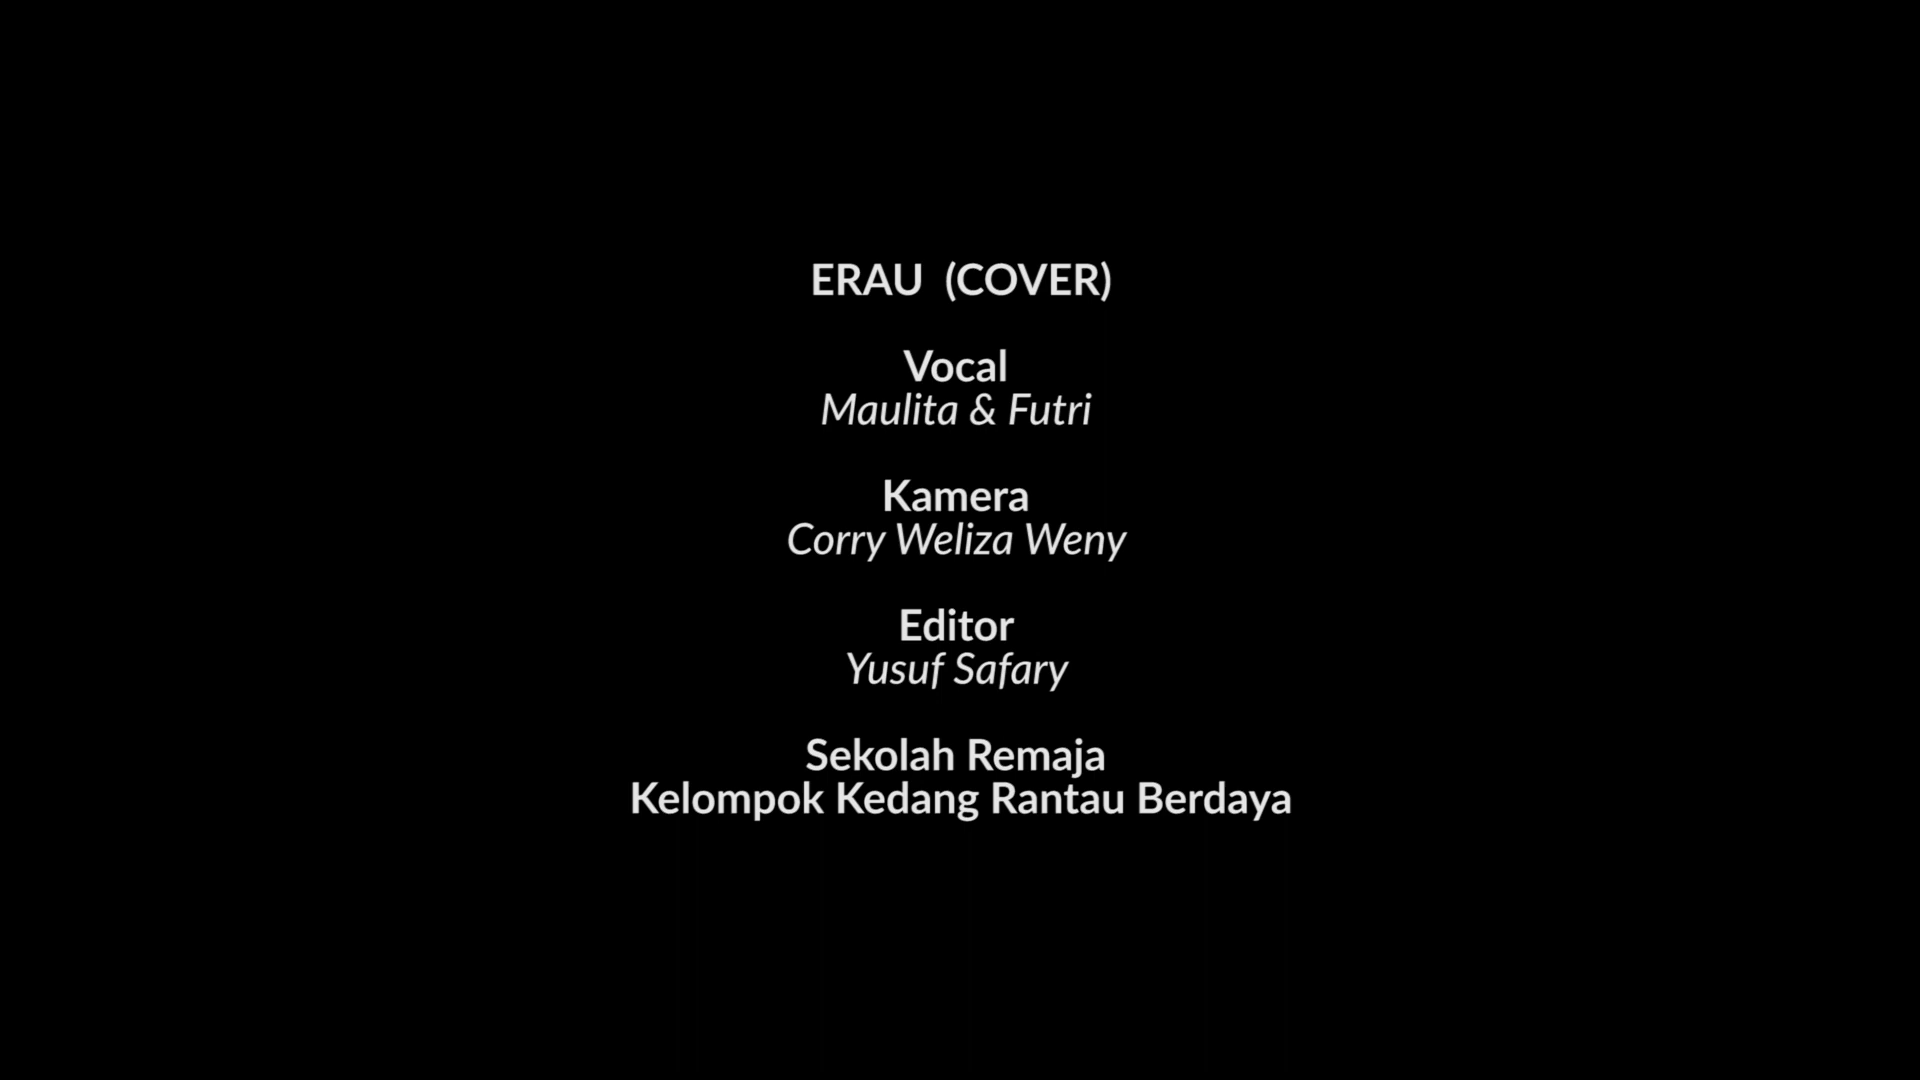 ERAU (COVER)
Vocal
Maulita & Futri
Kamera
Corry Weliza Weny
Editor
Yusuf Safary
Sekolah Remaja
Kelompok Kedang Rantau Berdaya